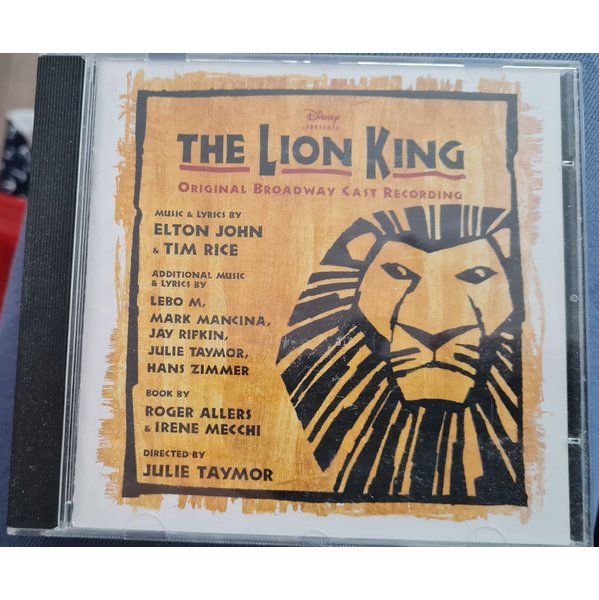 Disney
PRESENTS
THE LION KING
ORIGINAL BROADWAY CAST RECORDING
MUSIC & LYRICS BY
ELTON JOHN
& TIM RICE
ADDITIONAL MUSIC
& LYRICS BY
LEBO M,
MARK MANCINA,
JAY RIFKIN,
JULIE TAYMOR,
HANS ZIMMER
BOOK BY
ROGER ALLERS
& IRENE MECCHI
DIRECTED BY
JULIE TAYMOR